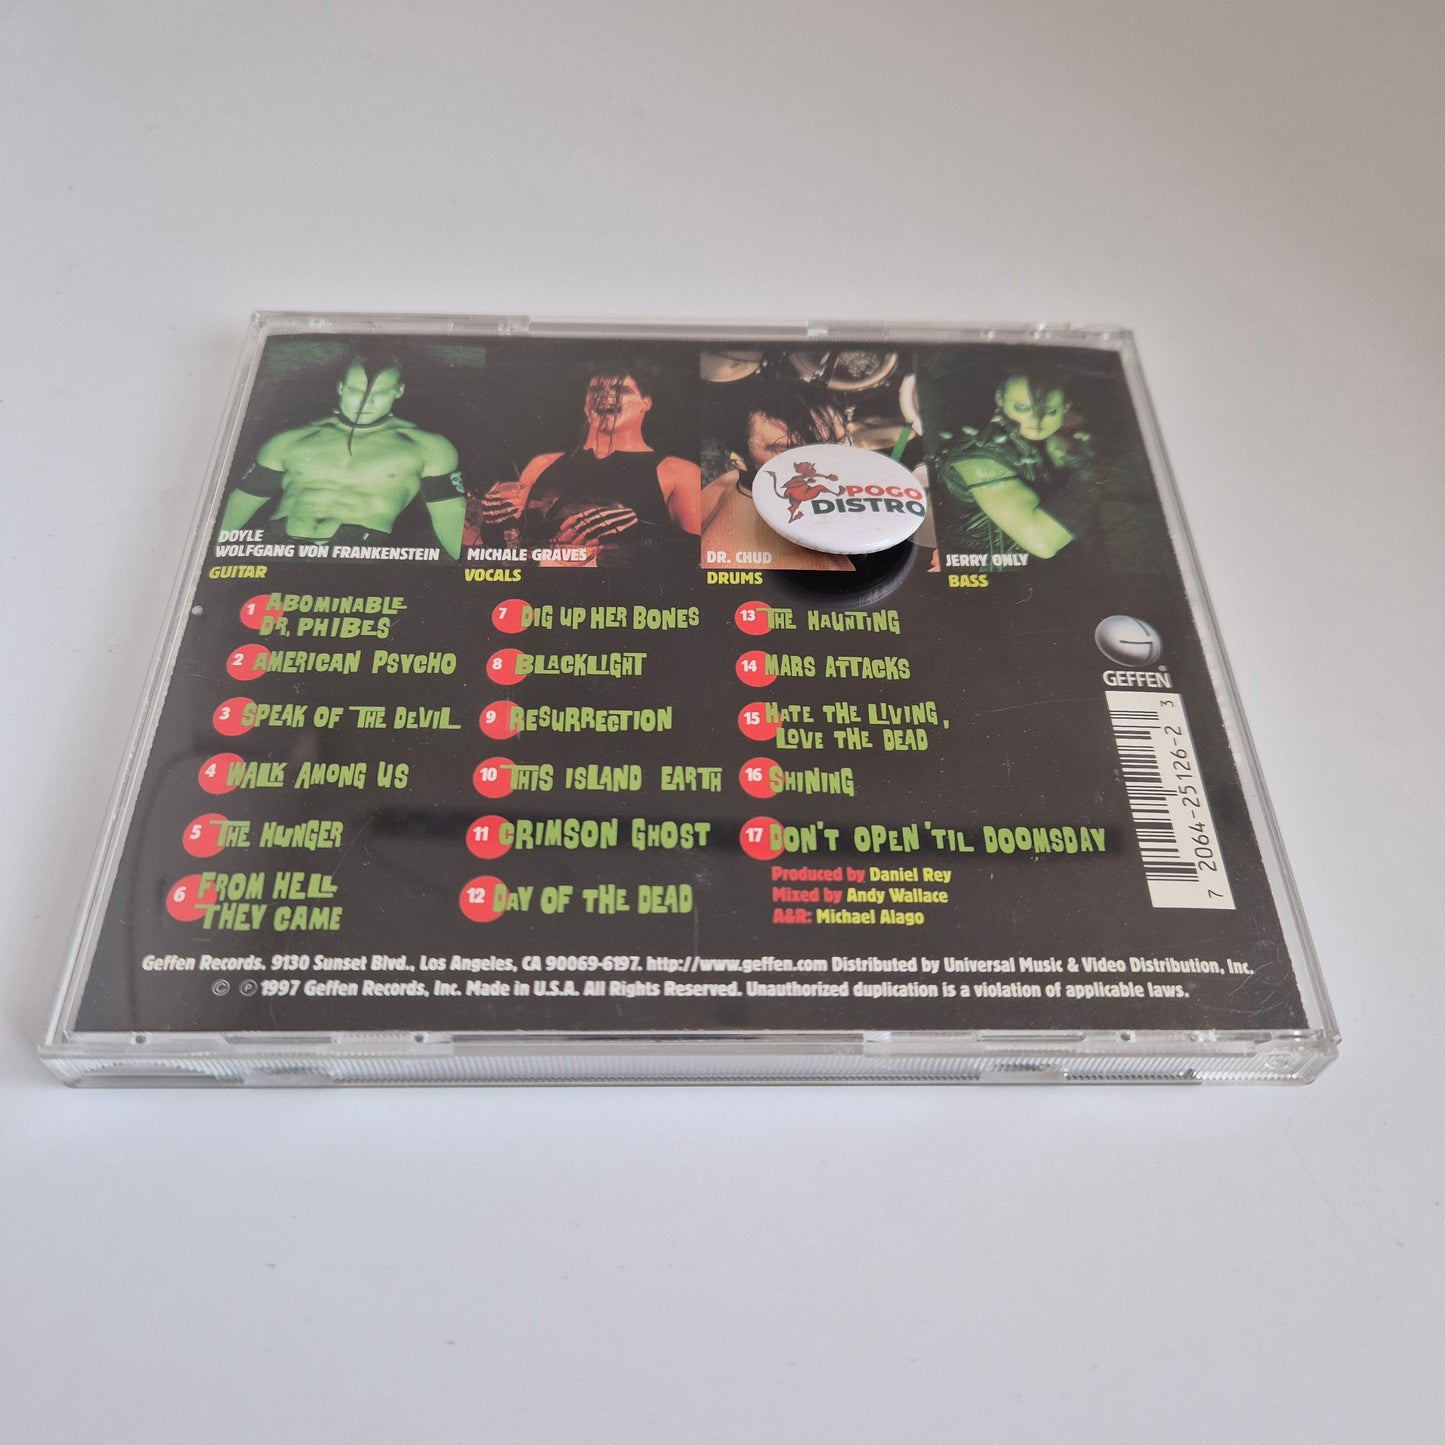 POGO
DISTRO
DOYLE
WOLFGANG VON FRANKENSTEIN
GUITAR
MICHALE GRAVES
VOCALS
DR. CHUD
DRUMS
JERRY ONLY
BASS
1 ABOMINABLE
DR. PHIBES
2 AMERICAN PSYCHO
3 SPEAK OF THE DEVIL
4 WALK AMONG US
5 THE HUNGER
6 FROM HELL
THEY CAME
7 DIG UP HER BONES
8 BLACKLIGHT
9 RESURRECTION
10 THIS ISLAND EARTH
11 CRIMSON GHOST
12 DAY OF THE DEAD
13 THE HAUNTING
14 MARS ATTACKS
15 HATE THE LIVING,
LOVE THE DEAD
16 SHINING
17 DON'T OPEN 'TIL DOOMSDAY
Produced by Daniel Rey
Mixed by Andy Wallace
A&R: Michael Alago
GEFFEN®
7 2064-25126-2 3
Geffen Records. 9130 Sunset Blvd., Los Angeles, CA 90069-6197. http://www.geffen.com Distributed by Universal Music & Video Distribution, Inc.
© ℗ 1997 Geffen Records, Inc. Made in U.S.A. All Rights Reserved. Unauthorized duplication is a violation of applicable laws.